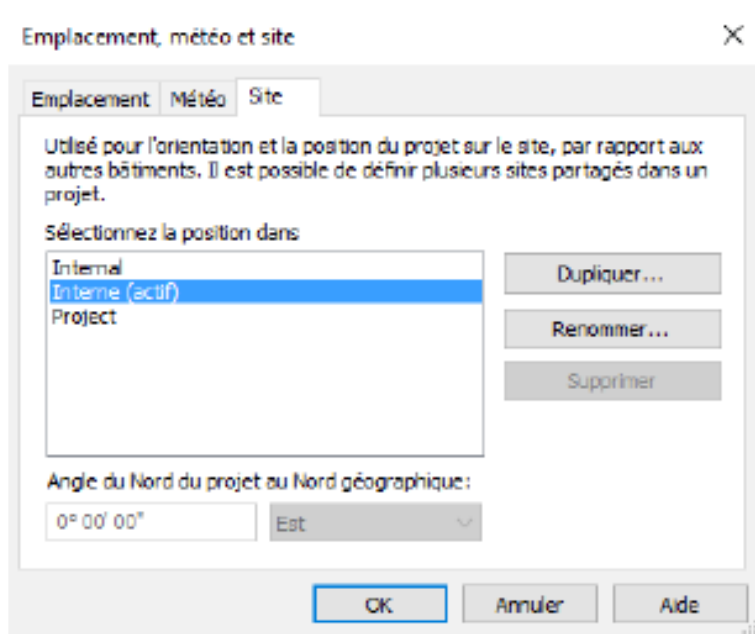 Emplacement, météo et site
Emplacement Météo Site
Utilisé pour l'orientation et la position du projet sur le site, par rapport aux
autres bâtiments. Il est possible de définir plusieurs sites partagés dans un
projet.
Sélectionnez la position dans
Internal
Interne (actif)
Project
Dupliquer...
Renommer...
Supprimer
Angle du Nord du projet au Nord géographique:
0° 00' 00"
Est
OK Annuler Aide